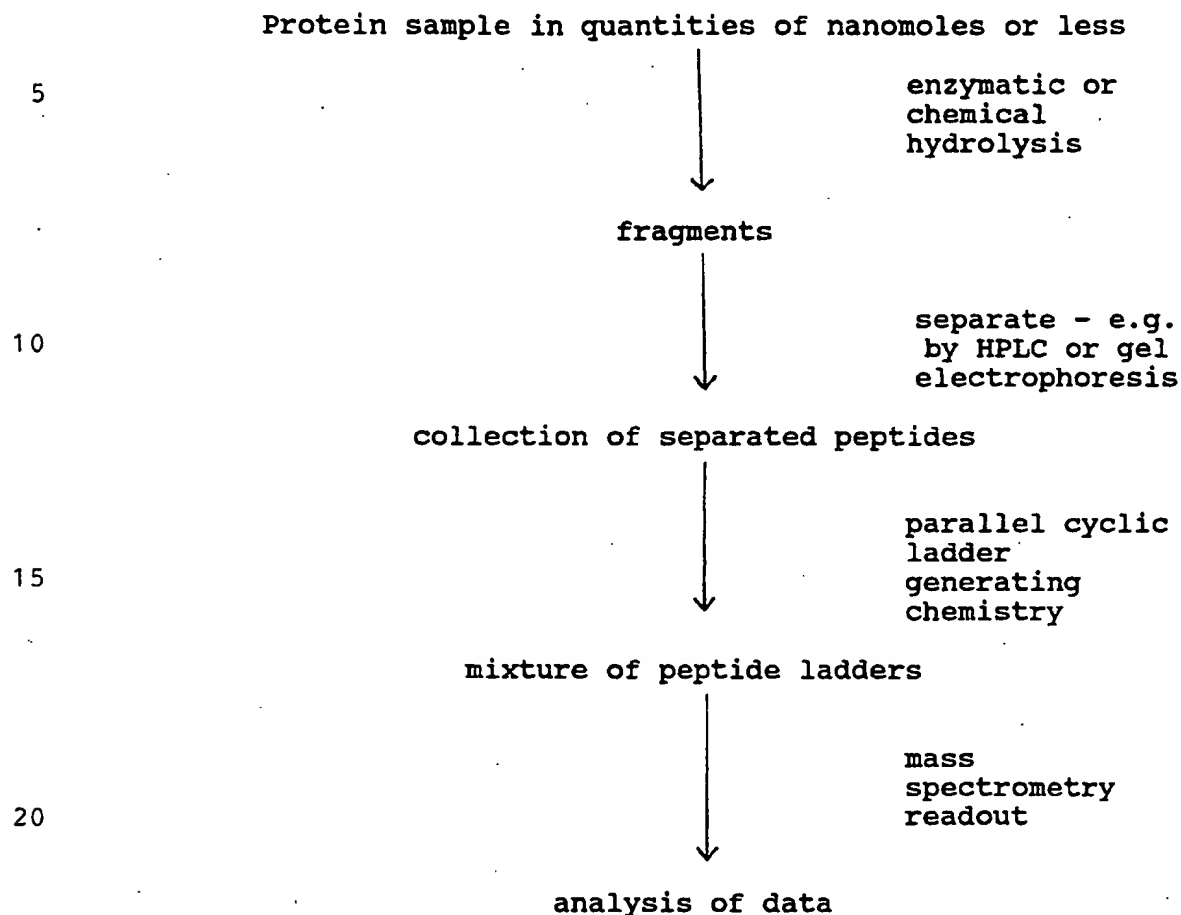 Protein sample in quantities of nanomoles or less
5
enzymatic or
chemical
hydrolysis
fragments
10
separate - e.g.
by HPLC or gel
electrophoresis
collection of separated peptides
parallel cyclic
ladder
15
generating
chemistry
mixture of peptide ladders
mass
spectrometry
20
readout
analysis of data